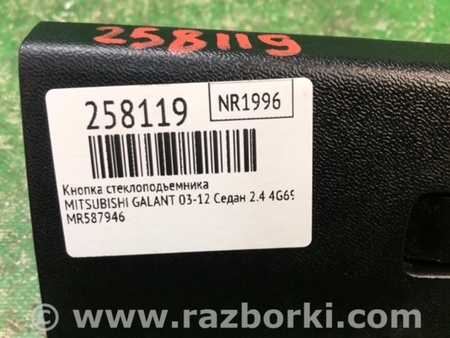 258119
258119
NR1996
Кнопка стеклоподъемника
MITSUBISHI GALANT 03-12 Седан 2.4 4G69
MR587946
www.razborki.com